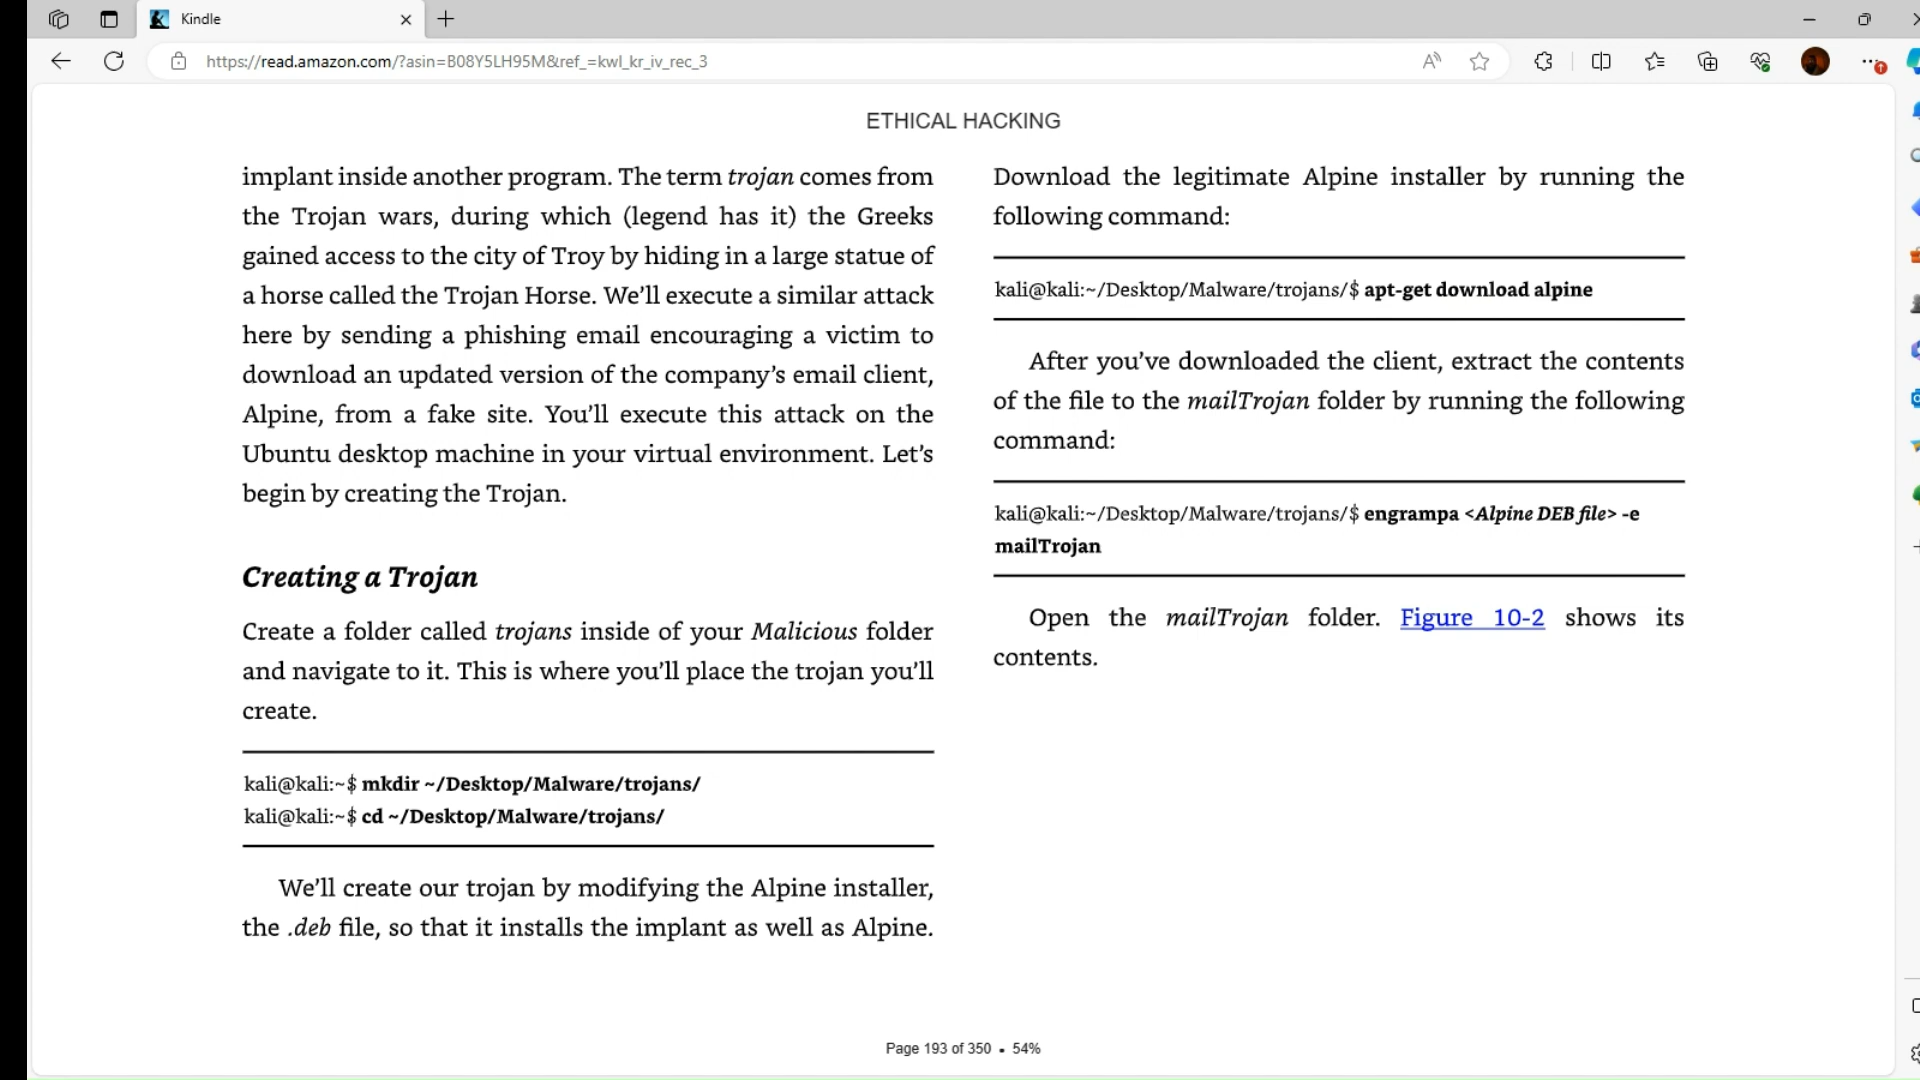 Kindle
https://read.amazon.com/?asin=B08Y5LH95M&ref_=kwl_kr_iv_rec_3
ETHICAL HACKING
implant inside another program. The term trojan comes from
the Trojan wars, during which (legend has it) the Greeks
gained access to the city of Troy by hiding in a large statue of
a horse called the Trojan Horse. We’ll execute a similar attack
here by sending a phishing email encouraging a victim to
download an updated version of the company’s email client,
Alpine, from a fake site. You’ll execute this attack on the
Ubuntu desktop machine in your virtual environment. Let’s
begin by creating the Trojan.
Creating a Trojan
Create a folder called trojans inside of your Malicious folder
and navigate to it. This is where you’ll place the trojan you’ll
create.
kali@kali:~$ mkdir ~/Desktop/Malware/trojans/
kali@kali:~$ cd ~/Desktop/Malware/trojans/
We’ll create our trojan by modifying the Alpine installer,
the .deb file, so that it installs the implant as well as Alpine.
Download the legitimate Alpine installer by running the
following command:
kali@kali:~/Desktop/Malware/trojans/$ apt-get download alpine
After you’ve downloaded the client, extract the contents
of the file to the mailTrojan folder by running the following
command:
kali@kali:~/Desktop/Malware/trojans/$ engrampa <Alpine DEB file> -e
mailTrojan
Open the mailTrojan folder. Figure 10-2 shows its
contents.
Page 193 of 350 • 54%